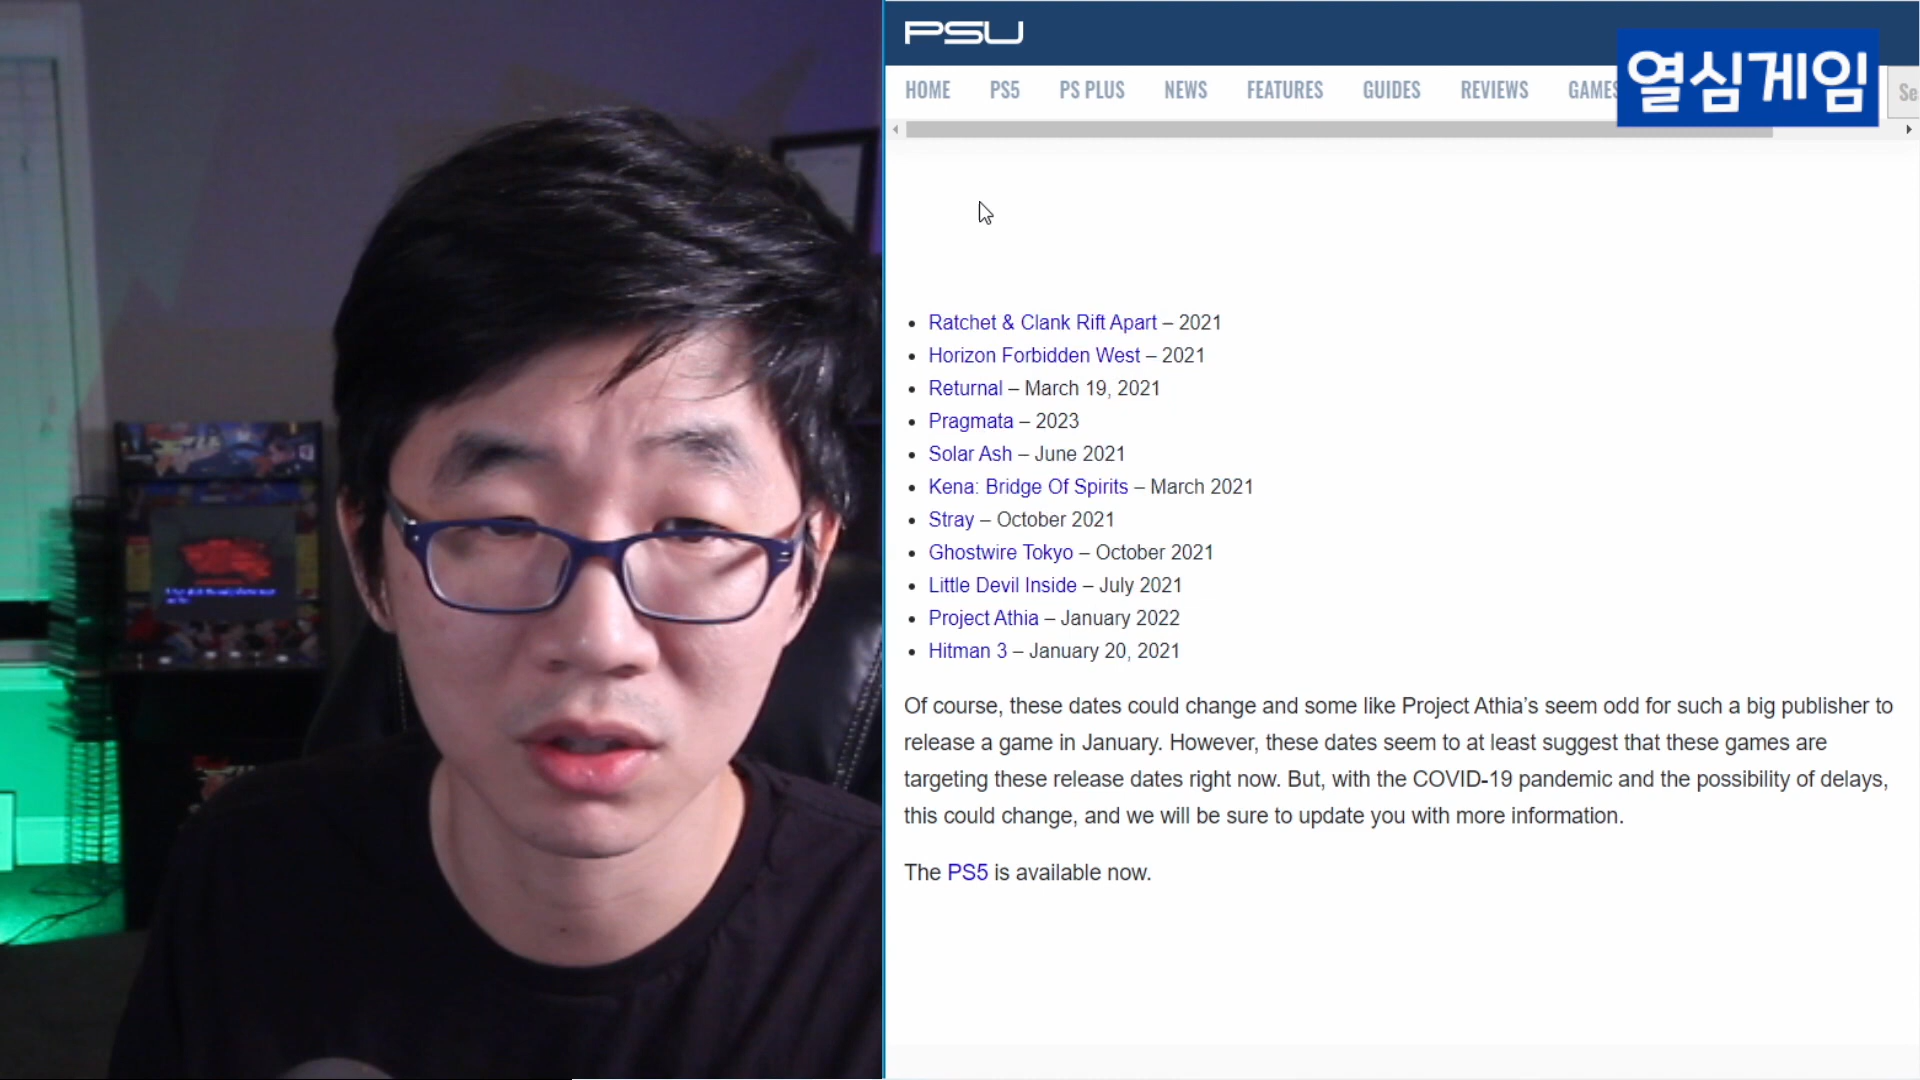 PSU
열심게임
HOME PS5 PS PLUS NEWS FEATURES GUIDES REVIEWS GAMES Se
Ratchet & Clank Rift Apart – 2021
Horizon Forbidden West – 2021
Returnal – March 19, 2021
Pragmata – 2023
Solar Ash – June 2021
Kena: Bridge Of Spirits – March 2021
Stray – October 2021
Ghostwire Tokyo – October 2021
Little Devil Inside – July 2021
Project Athia – January 2022
Hitman 3 – January 20, 2021
Of course, these dates could change and some like Project Athia’s seem odd for such a big publisher to
release a game in January. However, these dates seem to at least suggest that these games are
targeting these release dates right now. But, with the COVID-19 pandemic and the possibility of delays,
this could change, and we will be sure to update you with more information.
The PS5 is available now.